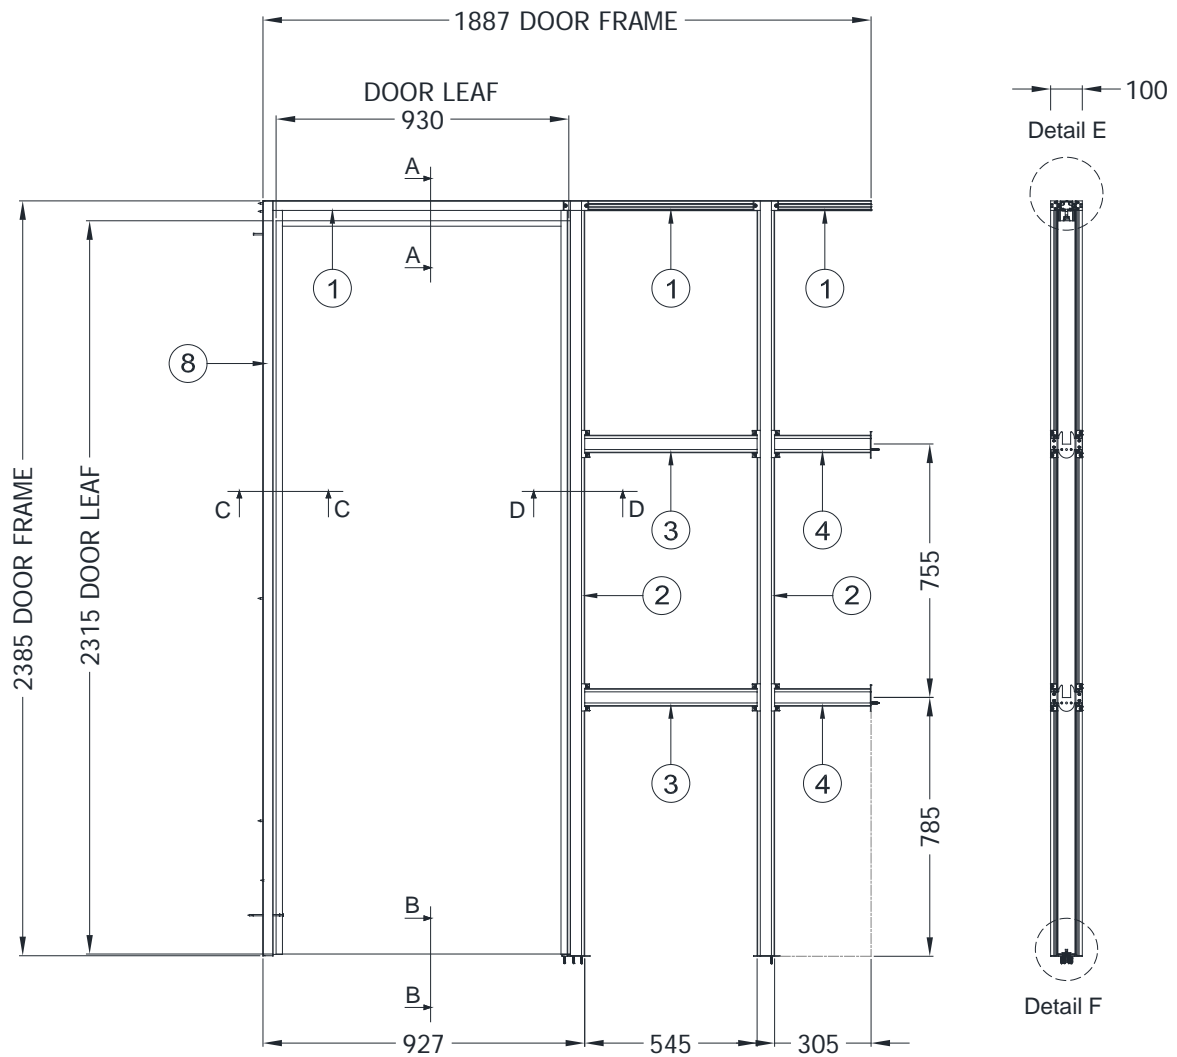 1887 DOOR FRAME
DOOR LEAF
930
100
Detail E
A
A
1
1
1
8
2385 DOOR FRAME
2315 DOOR LEAF
C
C
D
D
3
4
755
2
2
3
4
785
B
B
Detail F
927
545
305